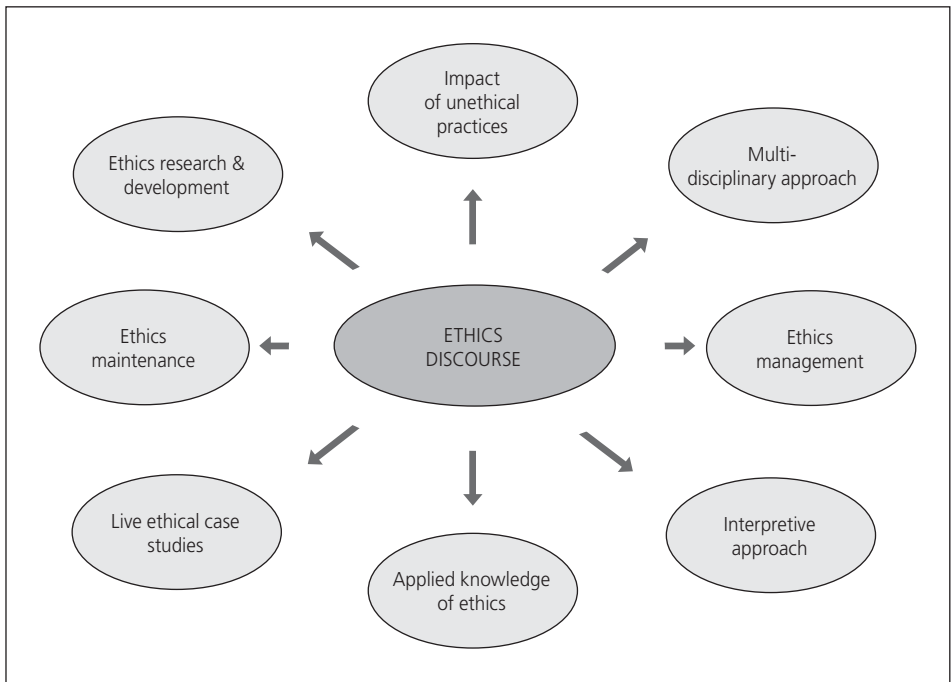 Impact
of unethical
practices
Ethics research &
development
Multi-
disciplinary approach
Ethics
maintenance
ETHICS
DISCOURSE
Ethics
management
Live ethical case
studies
Applied knowledge
of ethics
Interpretive
approach